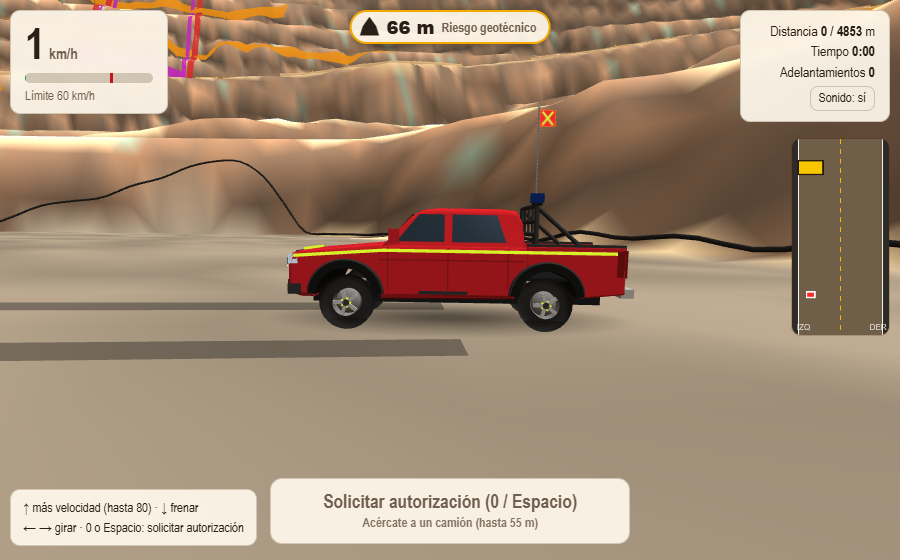 1 km/h
Límite 60 km/h
66 m Riesgo geotécnico
Distancia 0 / 4853 m
Tiempo 0:00
Adelantamientos 0
Sonido: sí
IZQ DER
↑ más velocidad (hasta 80) · ↓ frenar
← → girar · 0 o Espacio: solicitar autorización
Solicitar autorización (0 / Espacio)
Acércate a un camión (hasta 55 m)